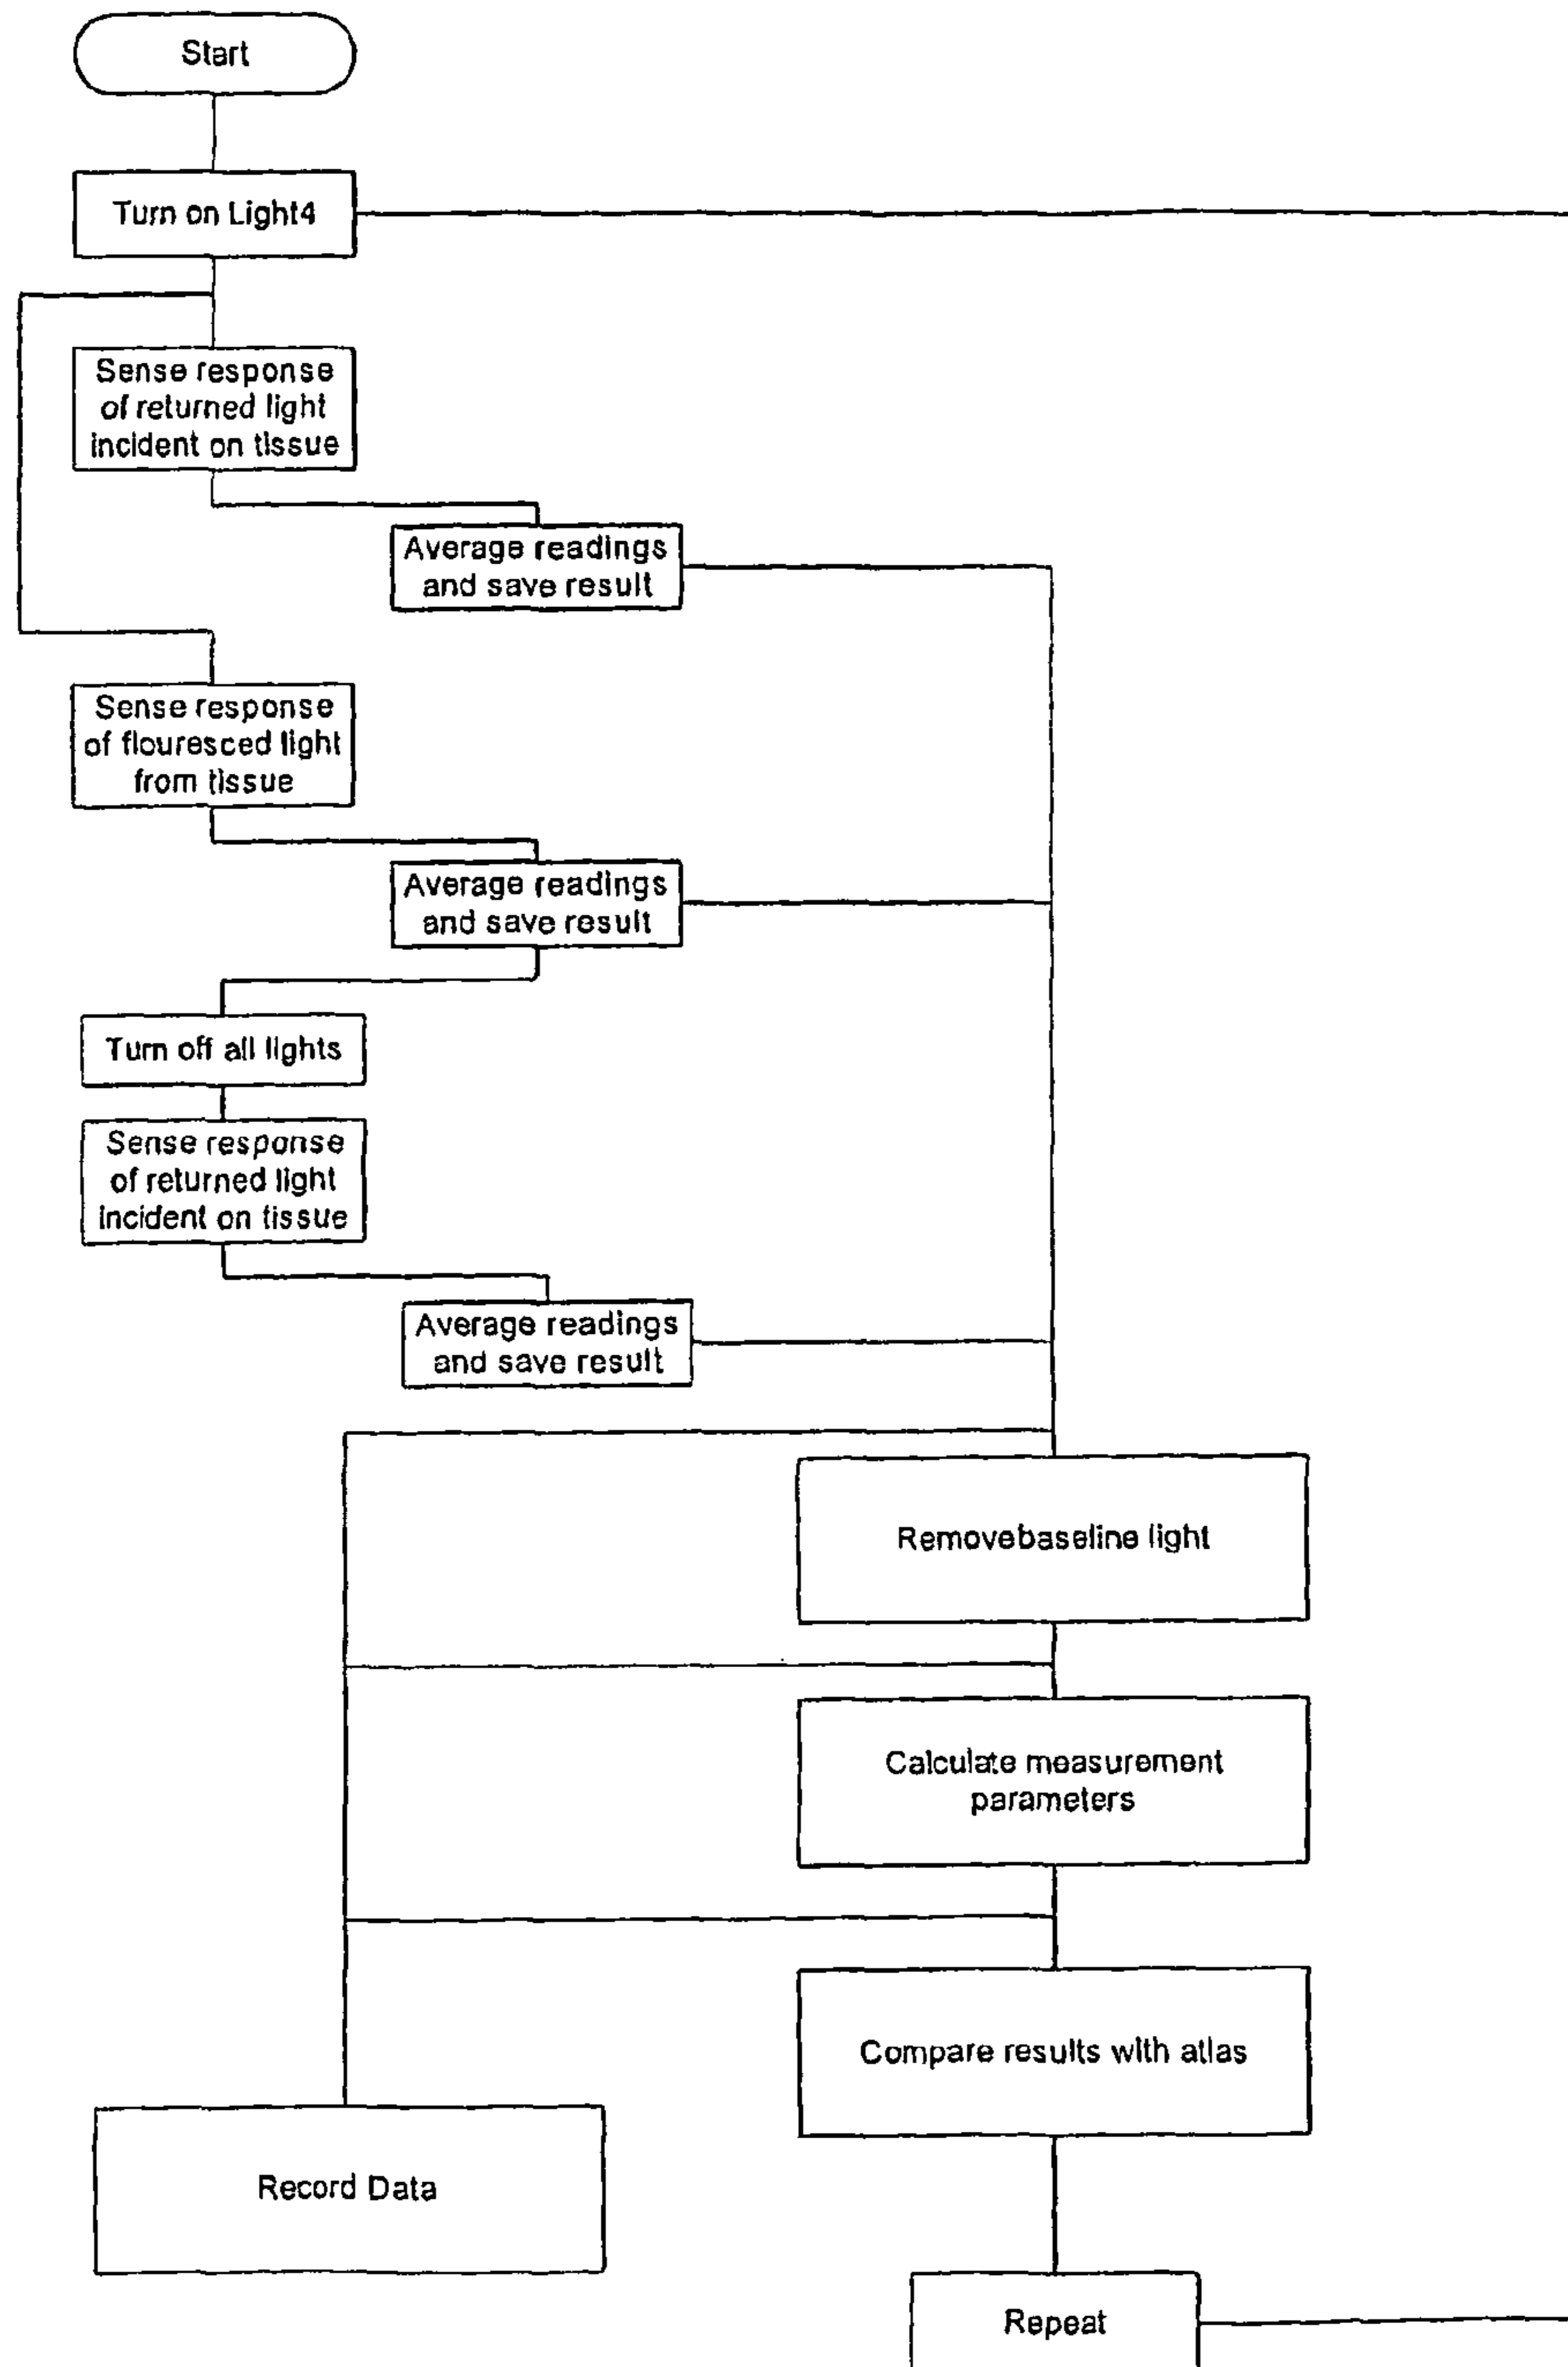 Start
Turn on Light4
Sense response
of returned light
incident on tissue
Average readings
and save result
Sense response
of flouresced light
from tissue
Average readings
and save result
Turn off all lights
Sense response
of returned light
incident on tissue
Average readings
and save result
Removebaseline light
Calculate measurement
parameters
Compare results with atlas
Record Data
Repeat